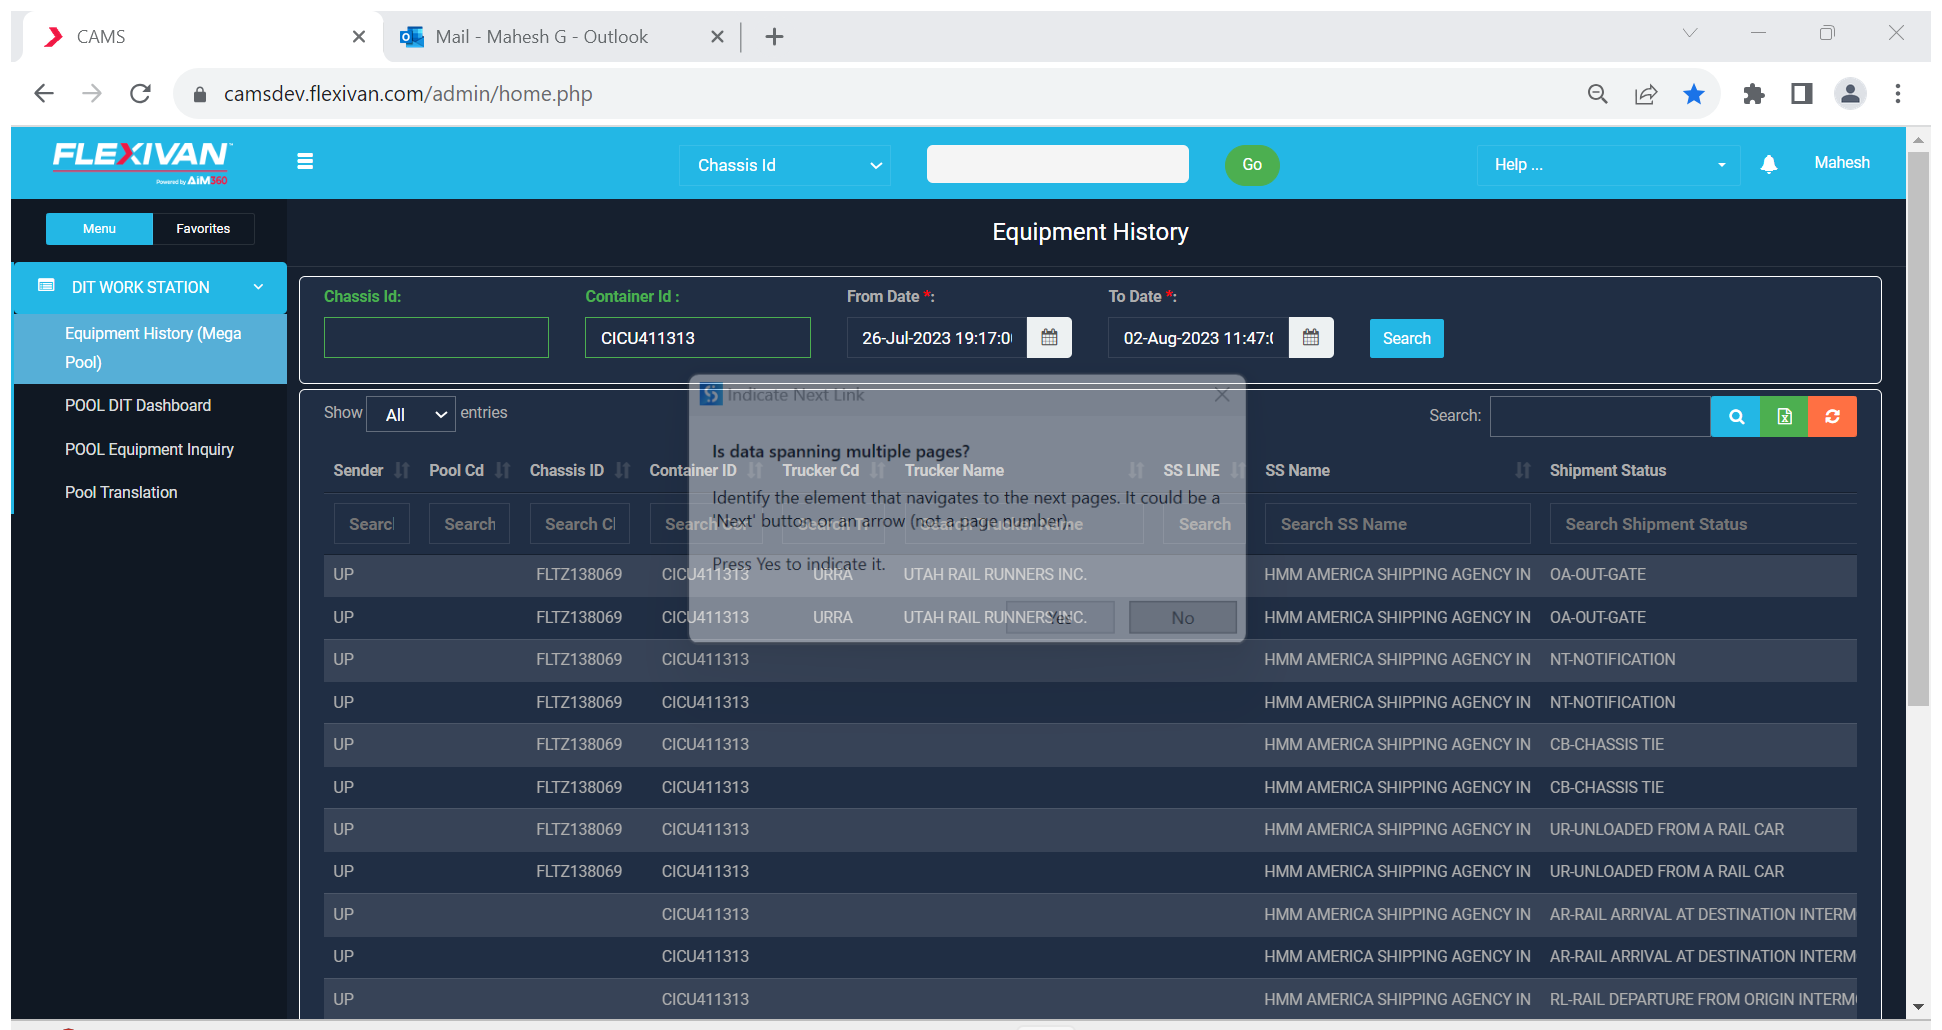 CAMS
Mail - Mahesh G - Outlook
camsdev.flexivan.com/admin/home.php
FLEXIVAN
Powered by AiM360
Chassis Id
Go
Help ...
Mahesh
Menu
Favorites
Equipment History
DIT WORK STATION
Equipment History (Mega
Pool)
POOL DIT Dashboard
POOL Equipment Inquiry
Pool Translation
Chassis Id:
Container Id :
From Date *:
To Date *:
CICU411313
26-Jul-2023 19:17:0
02-Aug-2023 11:47:
Search
Show All entries
Search:
Indicate Next Link
Is data spanning multiple pages?
Identify the element that navigates to the next pages. It could be a
'Next' button or an arrow (not a page number).
Press Yes to indicate it.
Yes
No
Sender Pool Cd Chassis ID Container ID Trucker Cd Trucker Name SS LINE SS Name Shipment Status
Searc Search Search C Search Search T Search Trucker Name Search Search SS Name Search Shipment Status
UP FLTZ138069 CICU411313 URRA UTAH RAIL RUNNERS INC. HMM AMERICA SHIPPING AGENCY IN OA-OUT-GATE
UP FLTZ138069 CICU411313 URRA UTAH RAIL RUNNERS INC. HMM AMERICA SHIPPING AGENCY IN OA-OUT-GATE
UP FLTZ138069 CICU411313 HMM AMERICA SHIPPING AGENCY IN NT-NOTIFICATION
UP FLTZ138069 CICU411313 HMM AMERICA SHIPPING AGENCY IN NT-NOTIFICATION
UP FLTZ138069 CICU411313 HMM AMERICA SHIPPING AGENCY IN CB-CHASSIS TIE
UP FLTZ138069 CICU411313 HMM AMERICA SHIPPING AGENCY IN CB-CHASSIS TIE
UP FLTZ138069 CICU411313 HMM AMERICA SHIPPING AGENCY IN UR-UNLOADED FROM A RAIL CAR
UP FLTZ138069 CICU411313 HMM AMERICA SHIPPING AGENCY IN UR-UNLOADED FROM A RAIL CAR
UP CICU411313 HMM AMERICA SHIPPING AGENCY IN AR-RAIL ARRIVAL AT DESTINATION INTERM
UP CICU411313 HMM AMERICA SHIPPING AGENCY IN AR-RAIL ARRIVAL AT DESTINATION INTERM
UP CICU411313 HMM AMERICA SHIPPING AGENCY IN RL-RAIL DEPARTURE FROM ORIGIN INTERM